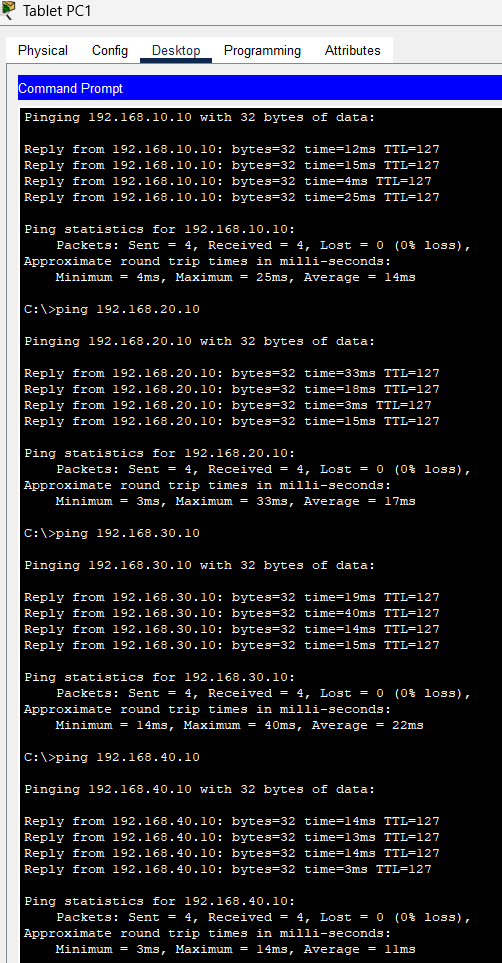 Tablet PC1
Physical Config Desktop Programming Attributes
Command Prompt
Pinging 192.168.10.10 with 32 bytes of data:
Reply from 192.168.10.10: bytes=32 time=12ms TTL=127
Reply from 192.168.10.10: bytes=32 time=15ms TTL=127
Reply from 192.168.10.10: bytes=32 time=4ms TTL=127
Reply from 192.168.10.10: bytes=32 time=25ms TTL=127
Ping statistics for 192.168.10.10:
Packets: Sent = 4, Received = 4, Lost = 0 (0% loss),
Approximate round trip times in milli-seconds:
Minimum = 4ms, Maximum = 25ms, Average = 14ms
C:\>ping 192.168.20.10
Pinging 192.168.20.10 with 32 bytes of data:
Reply from 192.168.20.10: bytes=32 time=33ms TTL=127
Reply from 192.168.20.10: bytes=32 time=18ms TTL=127
Reply from 192.168.20.10: bytes=32 time=3ms TTL=127
Reply from 192.168.20.10: bytes=32 time=15ms TTL=127
Ping statistics for 192.168.20.10:
Packets: Sent = 4, Received = 4, Lost = 0 (0% loss),
Approximate round trip times in milli-seconds:
Minimum = 3ms, Maximum = 33ms, Average = 17ms
C:\>ping 192.168.30.10
Pinging 192.168.30.10 with 32 bytes of data:
Reply from 192.168.30.10: bytes=32 time=19ms TTL=127
Reply from 192.168.30.10: bytes=32 time=40ms TTL=127
Reply from 192.168.30.10: bytes=32 time=14ms TTL=127
Reply from 192.168.30.10: bytes=32 time=15ms TTL=127
Ping statistics for 192.168.30.10:
Packets: Sent = 4, Received = 4, Lost = 0 (0% loss),
Approximate round trip times in milli-seconds:
Minimum = 14ms, Maximum = 40ms, Average = 22ms
C:\>ping 192.168.40.10
Pinging 192.168.40.10 with 32 bytes of data:
Reply from 192.168.40.10: bytes=32 time=14ms TTL=127
Reply from 192.168.40.10: bytes=32 time=13ms TTL=127
Reply from 192.168.40.10: bytes=32 time=14ms TTL=127
Reply from 192.168.40.10: bytes=32 time=3ms TTL=127
Ping statistics for 192.168.40.10:
Packets: Sent = 4, Received = 4, Lost = 0 (0% loss),
Approximate round trip times in milli-seconds:
Minimum = 3ms, Maximum = 14ms, Average = 11ms